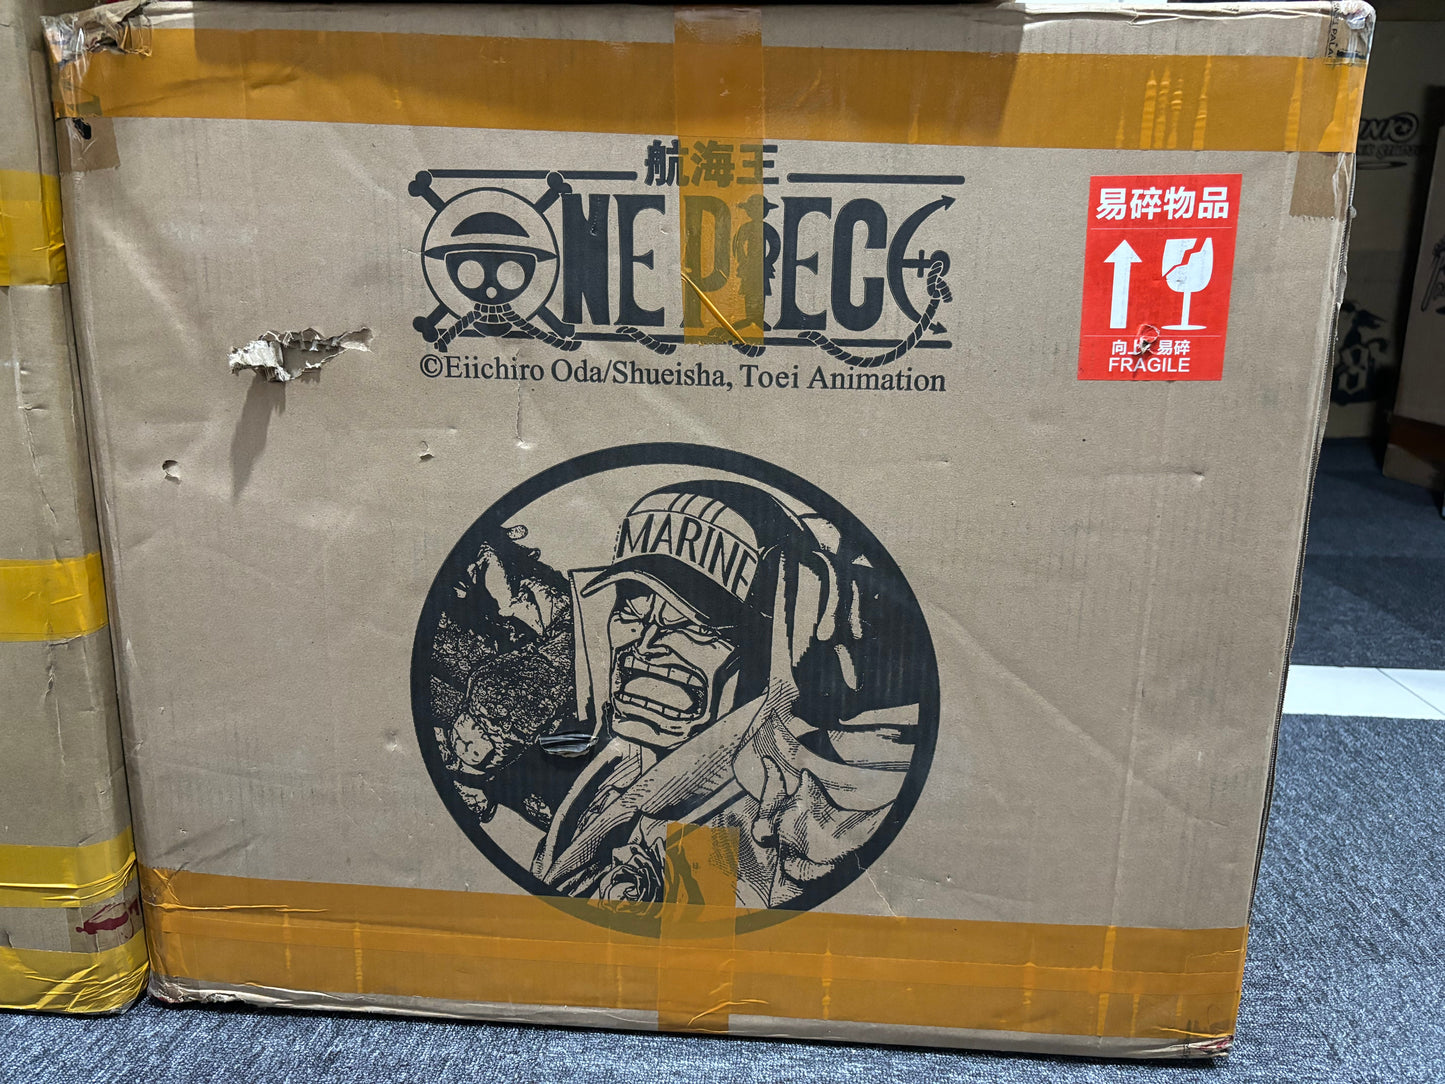 航海王
ONE PIECE
©Eiichiro Oda/Shueisha, Toei Animation
易碎物品
向上 易碎
FRAGILE
MARINE